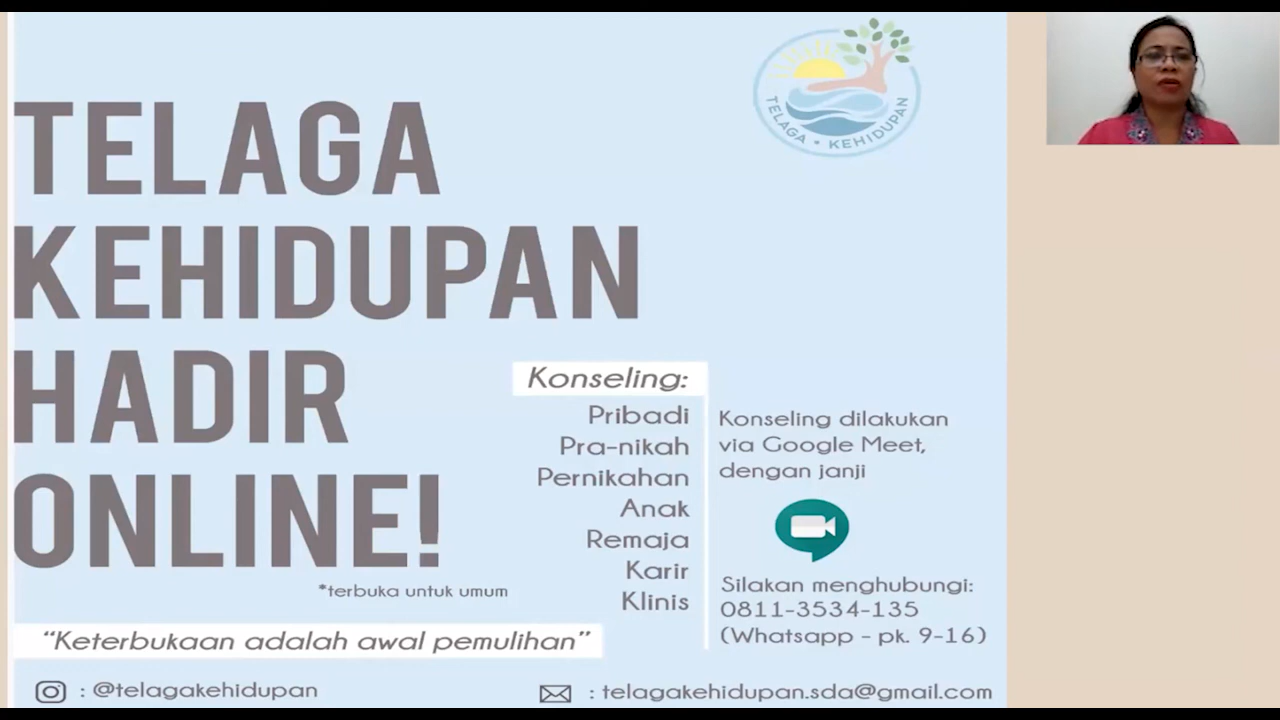 TELAGA • KEHIDUPAN
TELAGA
KEHIDUPAN
HADIR
ONLINE!
*terbuka untuk umum
Konseling:
Pribadi
Pra-nikah
Pernikahan
Anak
Remaja
Karir
Klinis
Konseling dilakukan
via Google Meet,
dengan janji
Silakan menghubungi:
0811-3534-135
(Whatsapp - pk. 9-16)
“Keterbukaan adalah awal pemulihan”
: @telagakehidupan
: telagakehidupan.sda@gmail.com